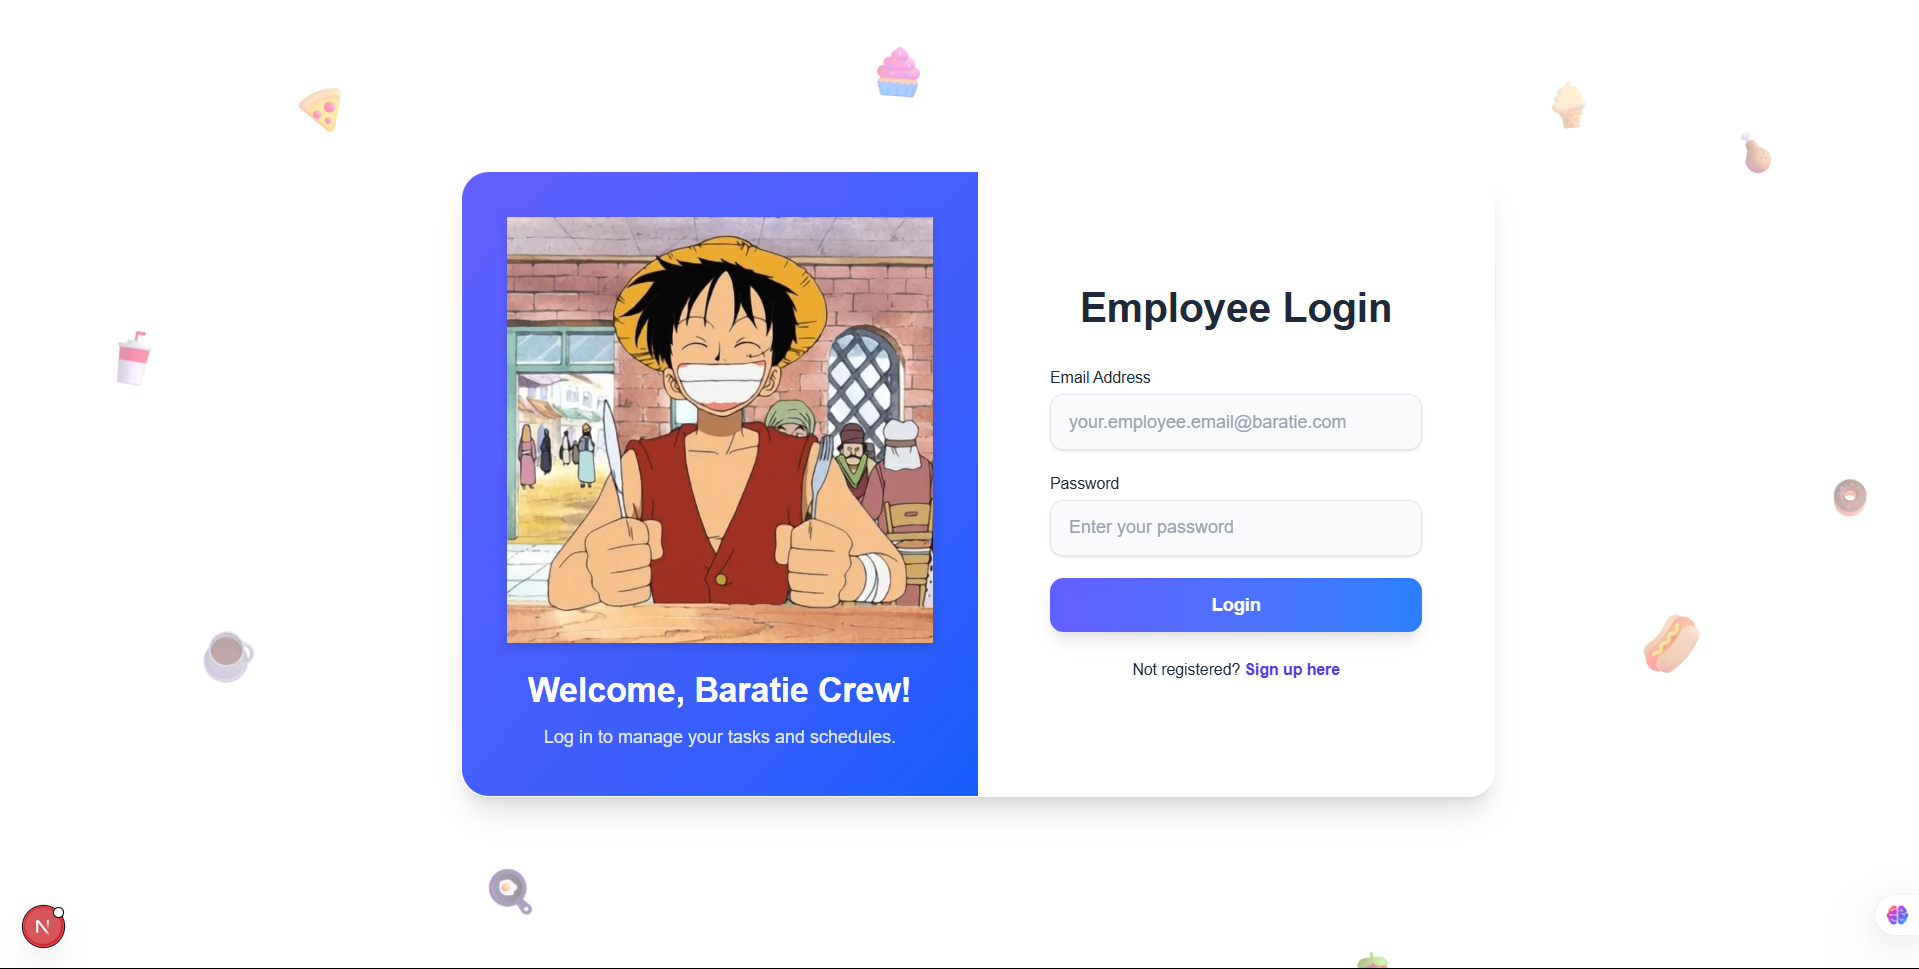 Welcome, Baratie Crew!
Log in to manage your tasks and schedules.
Employee Login
Email Address
your.employee.email@baratie.com
Password
Enter your password
Login
Not registered? Sign up here
N